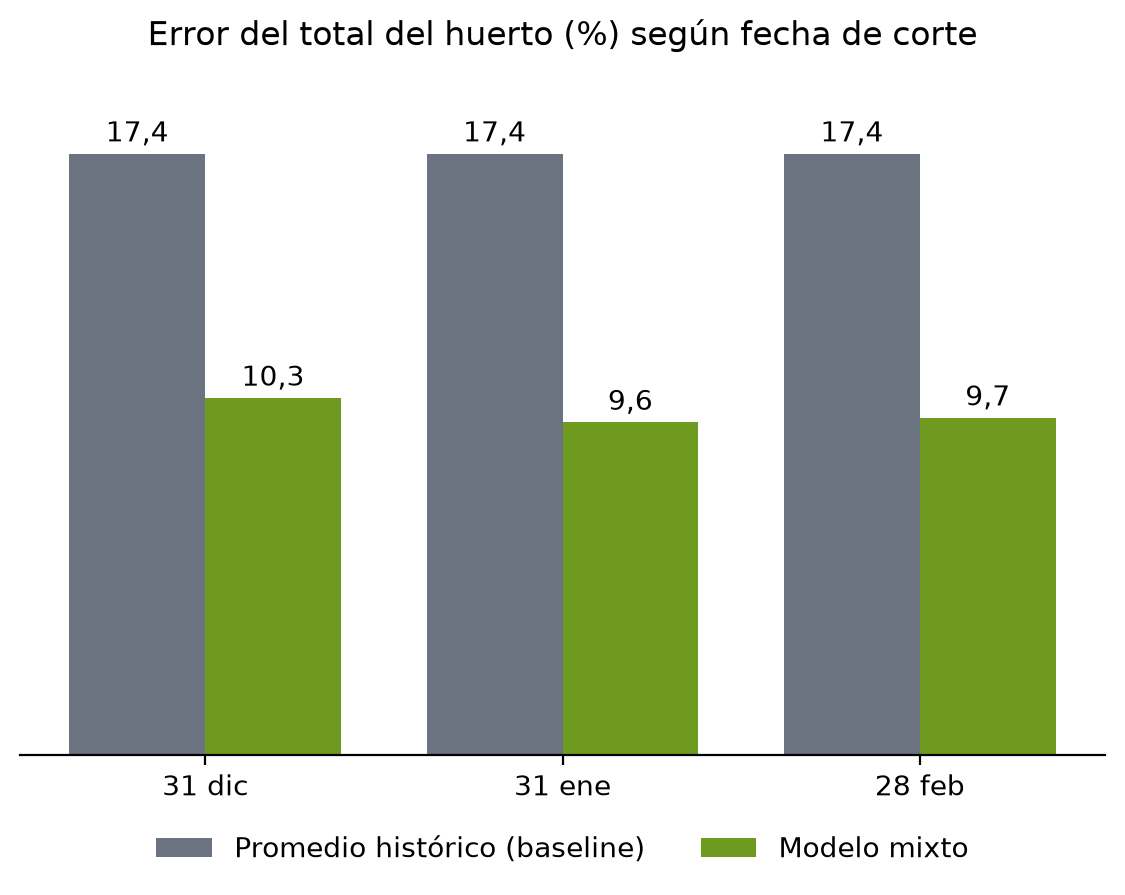 Error del total del huerto (%) según fecha de corte
17,4
10,3
17,4
9,6
17,4
9,7
31 dic
31 ene
28 feb
Promedio histórico (baseline)
Modelo mixto